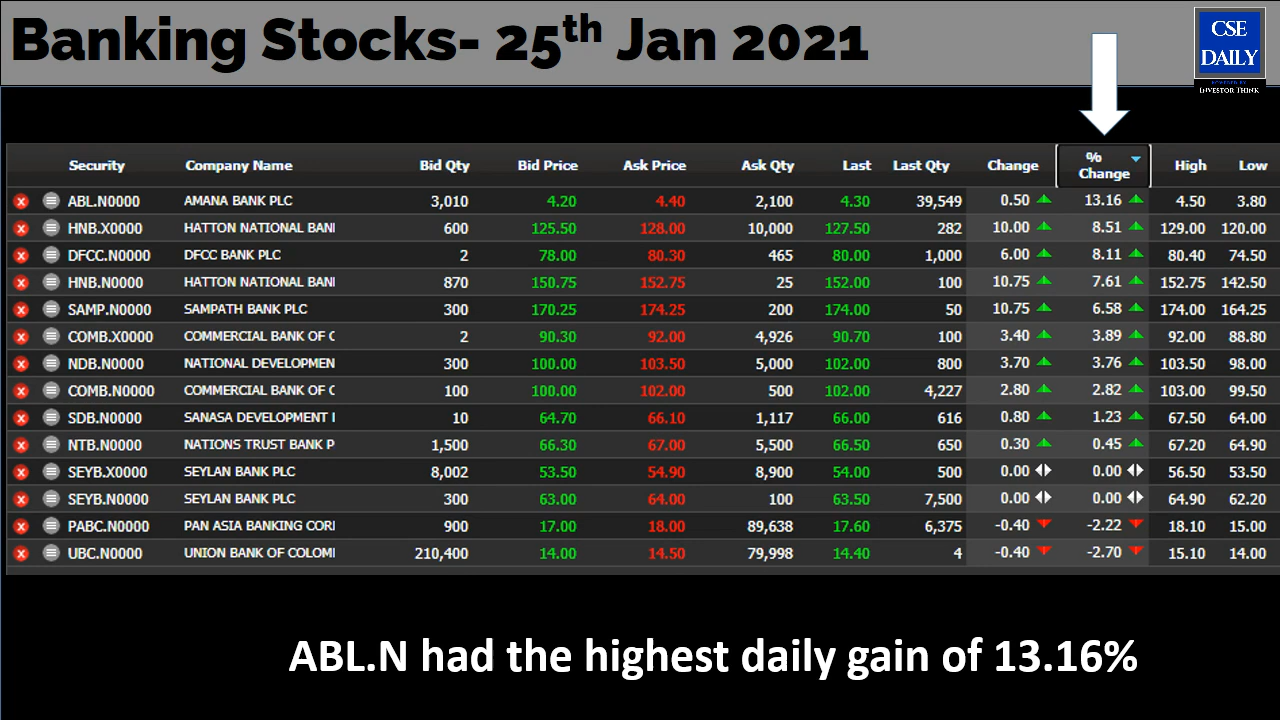 Banking Stocks- 25th Jan 2021
CSE
DAILY
POWERED BY
INVESTOR THINK
Security Company Name Bid Qty Bid Price Ask Price Ask Qty Last Last Qty Change % Change High Low
ABL.N0000 AMANA BANK PLC 3,010 4.20 4.40 2,100 4.30 39,549 0.50 13.16 4.50 3.80
HNB.X0000 HATTON NATIONAL BAN 600 125.50 128.00 10,000 127.50 282 10.00 8.51 129.00 120.00
DFCC.N0000 DFCC BANK PLC 2 78.00 80.30 465 80.00 1,000 6.00 8.11 80.40 74.50
HNB.N0000 HATTON NATIONAL BAN 870 150.75 152.75 25 152.00 100 10.75 7.61 152.75 142.50
SAMP.N0000 SAMPATH BANK PLC 300 170.25 174.25 200 174.00 50 10.75 6.58 174.00 164.25
COMB.X0000 COMMERCIAL BANK OF C 2 90.30 92.00 4,926 90.70 100 3.40 3.89 92.00 88.80
NDB.N0000 NATIONAL DEVELOPMEN 300 100.00 103.50 5,000 102.00 800 3.70 3.76 103.50 98.00
COMB.N0000 COMMERCIAL BANK OF C 100 100.00 102.00 500 102.00 4,227 2.80 2.82 103.00 99.50
SDB.N0000 SANASA DEVELOPMENT 10 64.70 66.10 1,117 66.00 616 0.80 1.23 67.50 64.00
NTB.N0000 NATIONS TRUST BANK P 1,500 66.30 67.00 5,500 66.50 650 0.30 0.45 67.20 64.90
SEYB.X0000 SEYLAN BANK PLC 8,002 53.50 54.90 8,900 54.00 500 0.00 0.00 56.50 53.50
SEYB.N0000 SEYLAN BANK PLC 300 63.00 64.00 100 63.50 7,500 0.00 0.00 64.90 62.20
PABC.N0000 PAN ASIA BANKING COR 900 17.00 18.00 89,638 17.60 6,375 -0.40 -2.22 18.10 15.00
UBC.N0000 UNION BANK OF COLOM 210,400 14.00 14.50 79,998 14.40 4 -0.40 -2.70 15.10 14.00
ABL.N had the highest daily gain of 13.16%